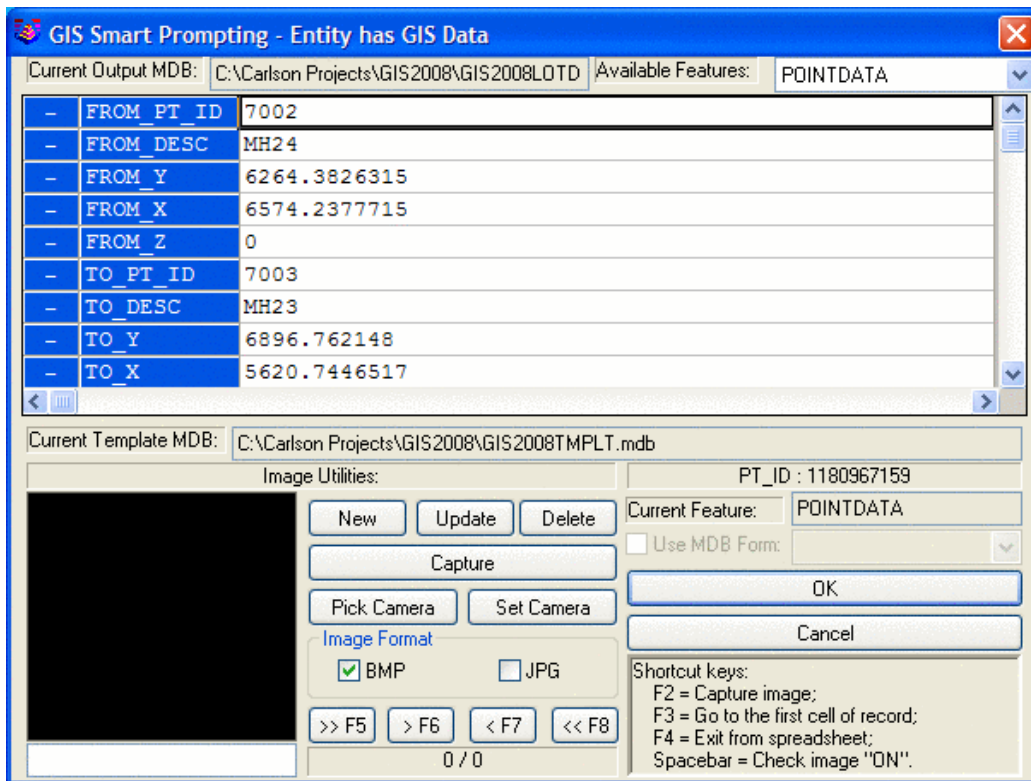 GIS Smart Prompting - Entity has GIS Data
Current Output MDB: C:\Carlson Projects\GIS2008\GIS2008LOTD Available Features: POINTDATA
- FROM_PT_ID 7002
- FROM_DESC MH24
- FROM_Y 6264.3826315
- FROM_X 6574.2377715
- FROM_Z 0
- TO_PT_ID 7003
- TO_DESC MH23
- TO_Y 6896.762148
- TO_X 5620.7446517
Current Template MDB: C:\Carlson Projects\GIS2008\GIS2008TMPLT.mdb
Image Utilities: PT_ID : 1180967159
New Update Delete Current Feature: POINTDATA
Use MDB Form:
Capture
OK
Pick Camera Set Camera
Cancel
Image Format
BMP JPG
Shortcut keys:
F2 = Capture image;
F3 = Go to the first cell of record;
F4 = Exit from spreadsheet;
Spacebar = Check image "ON".
>> F5 > F6 < F7 << F8
0 / 0